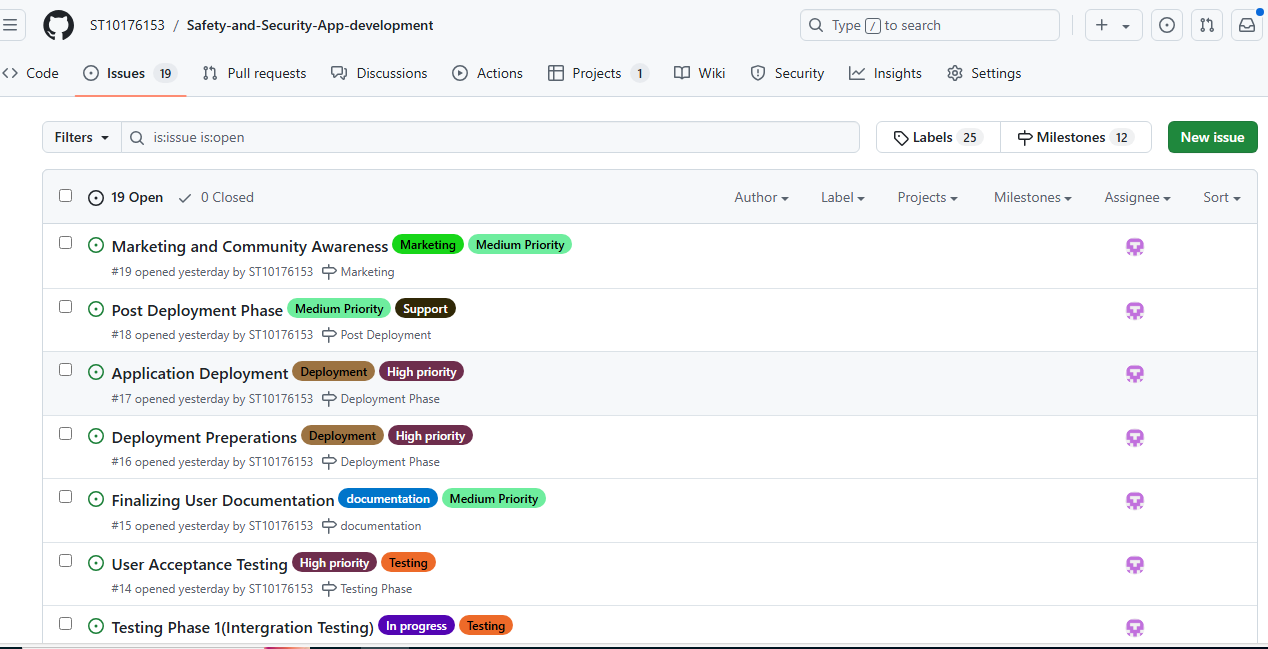 ST10176153 / Safety-and-Security-App-development Type / to search
Code Issues 19 Pull requests Discussions Actions Projects 1 Wiki Security Insights Settings
Filters is:issue is:open Labels 25 Milestones 12 New issue
19 Open 0 Closed Author Label Projects Milestones Assignee Sort
Marketing and Community Awareness Marketing Medium Priority
#19 opened yesterday by ST10176153 Marketing
Post Deployment Phase Medium Priority Support
#18 opened yesterday by ST10176153 Post Deployment
Application Deployment Deployment High priority
#17 opened yesterday by ST10176153 Deployment Phase
Deployment Preperations Deployment High priority
#16 opened yesterday by ST10176153 Deployment Phase
Finalizing User Documentation documentation Medium Priority
#15 opened yesterday by ST10176153 documentation
User Acceptance Testing High priority Testing
#14 opened yesterday by ST10176153 Testing Phase
Testing Phase 1(Intergration Testing) In progress Testing